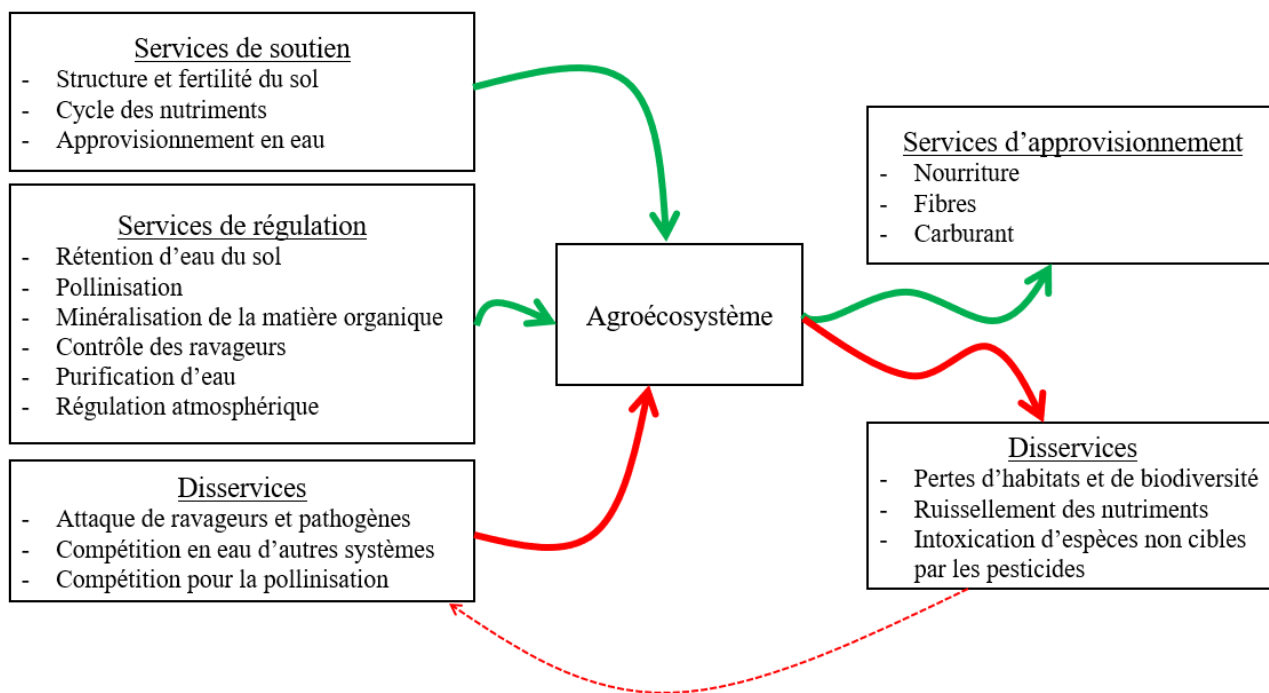 Services de soutien
- Structure et fertilité du sol
- Cycle des nutriments
- Approvisionnement en eau
Services de régulation
- Rétention d'eau du sol
- Pollinisation
- Minéralisation de la matière organique
- Contrôle des ravageurs
- Purification d'eau
- Régulation atmosphérique
Disservices
- Attaque de ravageurs et pathogènes
- Compétition en eau d'autres systèmes
- Compétition pour la pollinisation
Agroécosystème
Services d'approvisionnement
- Nourriture
- Fibres
- Carburant
Disservices
- Pertes d'habitats et de biodiversité
- Ruissellement des nutriments
- Intoxication d'espèces non cibles
par les pesticides